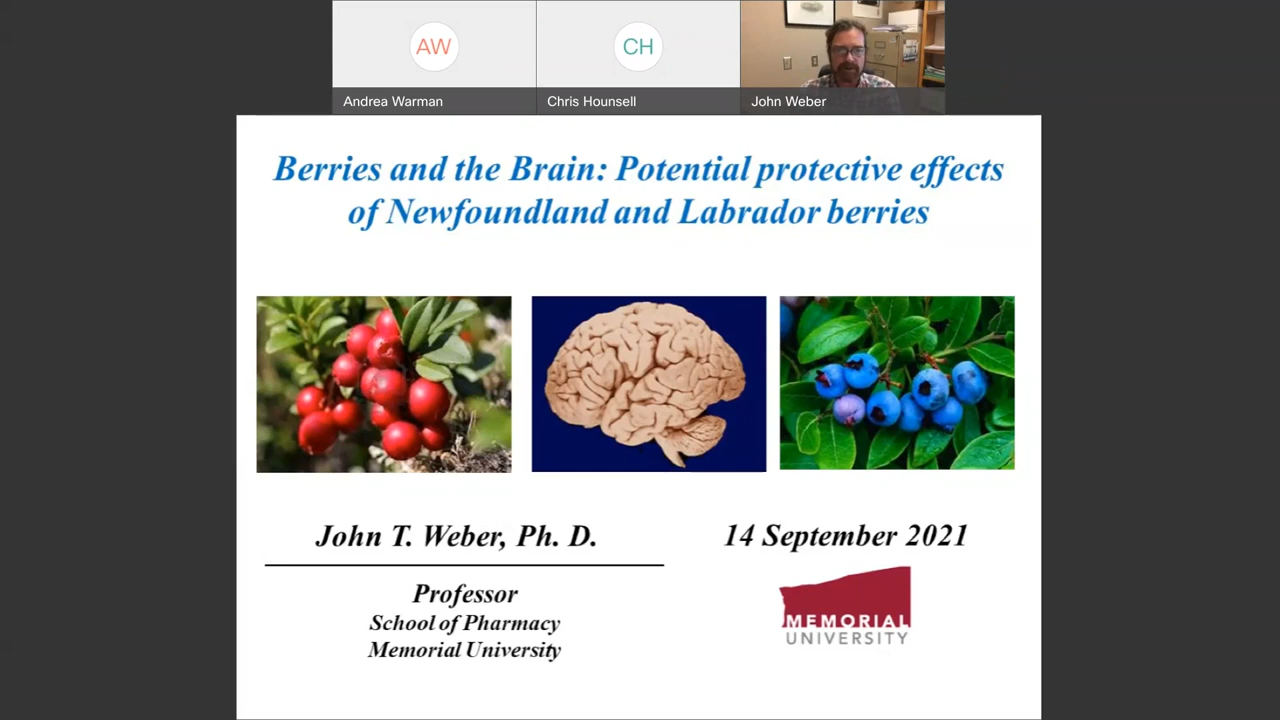 AW
CH
Andrea Warman
Chris Hounsell
John Weber
Berries and the Brain: Potential protective effects
of Newfoundland and Labrador berries
John T. Weber, Ph. D.
14 September 2021
Professor
School of Pharmacy
Memorial University
MEMORIAL
UNIVERSITY